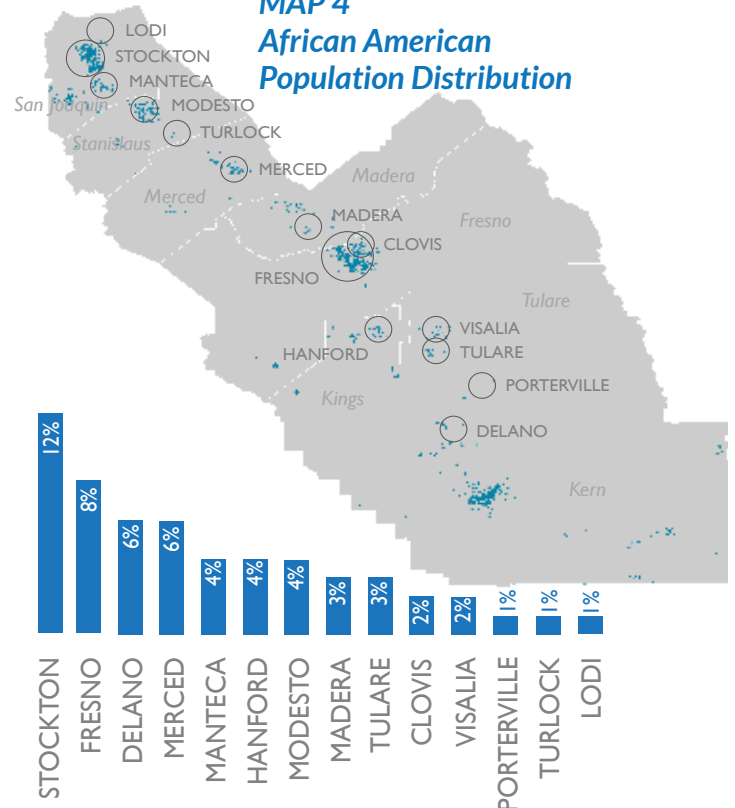 MAP 4
African American
Population Distribution
LODI
STOCKTON
MANTECA
San Joaquin
MODESTO
TURLOCK
Stanislaus
MERCED
Madera
Merced
MADERA
Fresno
CLOVIS
FRESNO
Tulare
VISALIA
HANFORD
TULARE
PORTERVILLE
Kings
DELANO
Kern
12%
8%
6%
6%
4%
4%
4%
3%
3%
2%
2%
1%
1%
1%
STOCKTON
FRESNO
DELANO
MERCED
MANTECA
HANFORD
MODESTO
MADERA
TULARE
CLOVIS
VISALIA
PORTERVILLE
TURLOCK
LODI